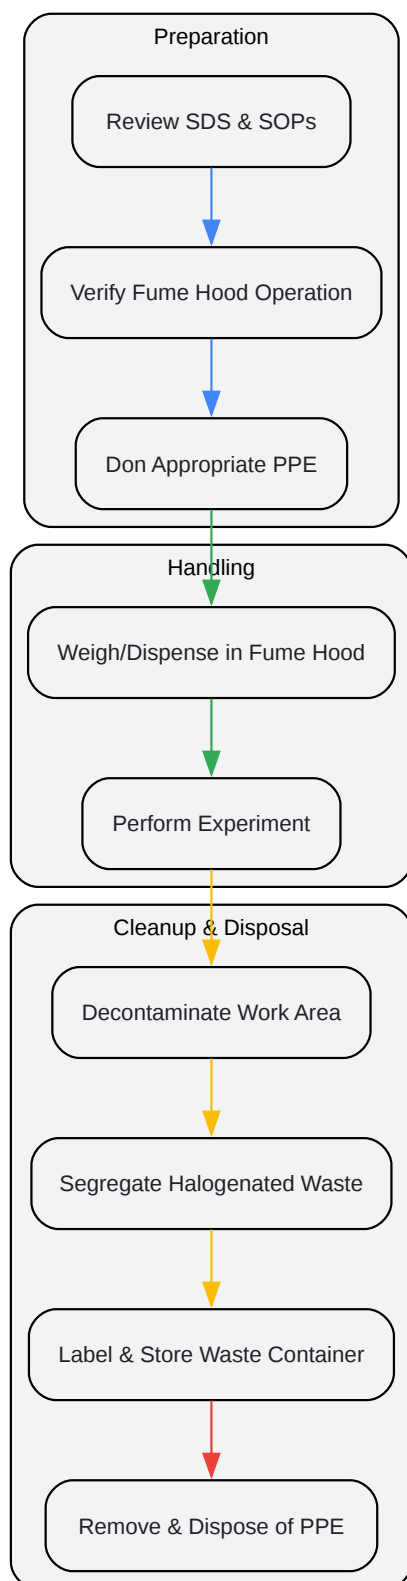 Preparation
Review SDS & SOPs
Verify Fume Hood Operation
Don Appropriate PPE
Handling
Weigh/Dispense in Fume Hood
Perform Experiment
Cleanup & Disposal
Decontaminate Work Area
Segregate Halogenated Waste
Label & Store Waste Container
Remove & Dispose of PPE